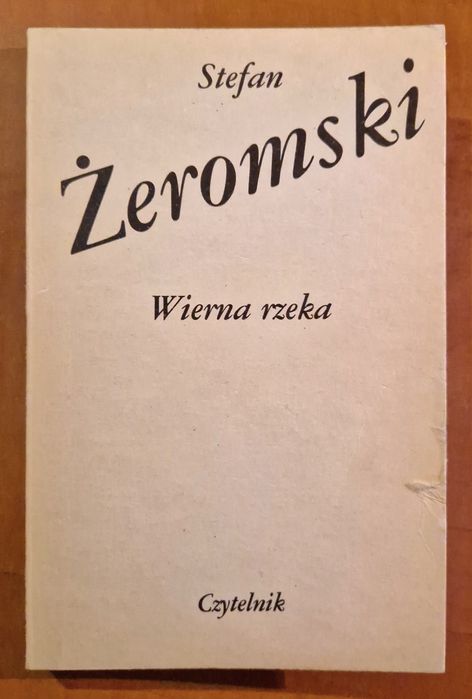 Stefan
Żeromski
Wierna rzeka
Czytelnik